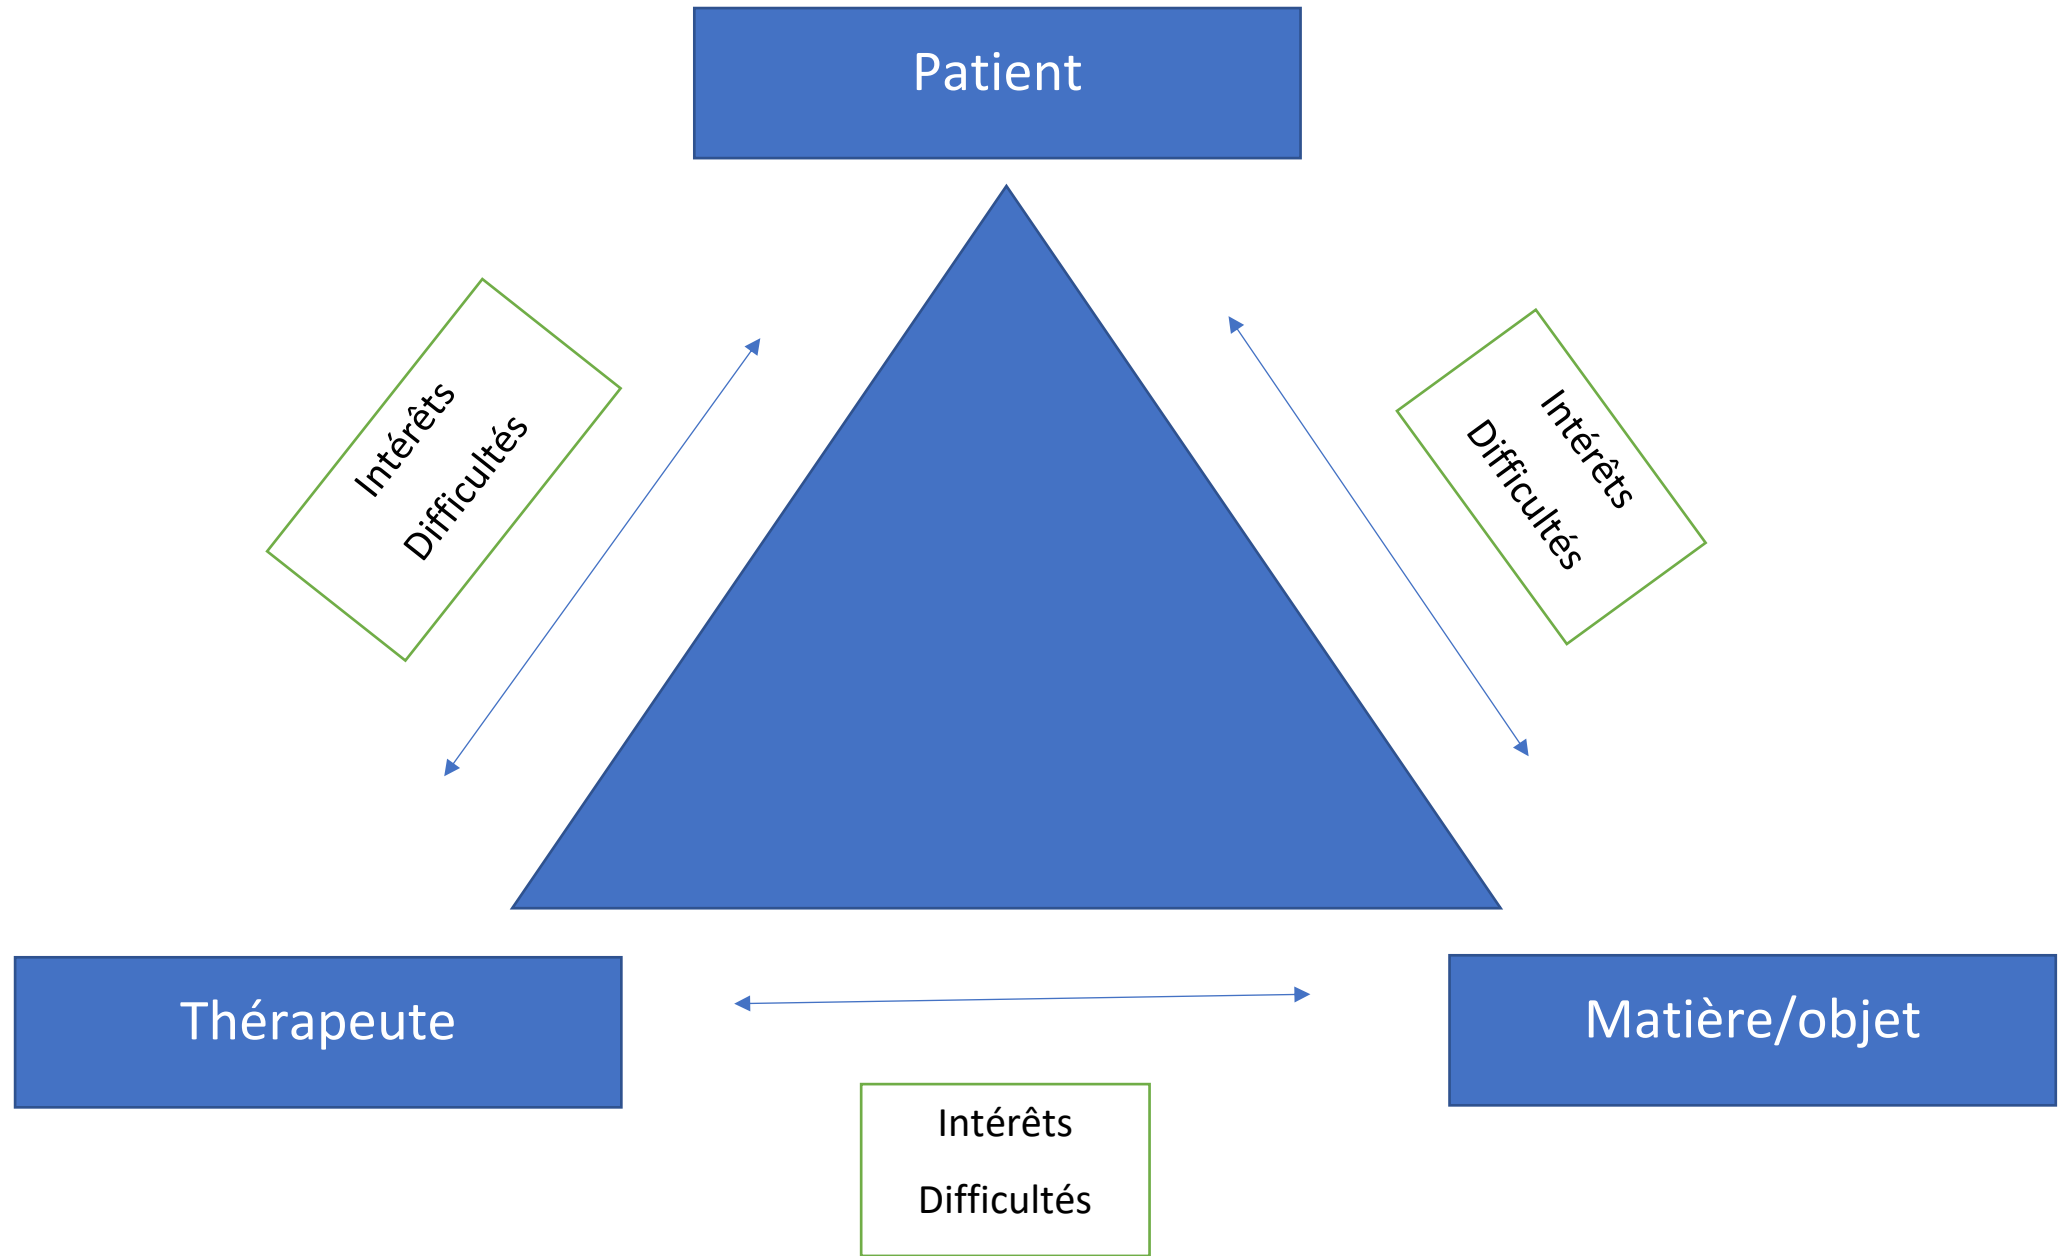 Patient
Intérêts
Difficultés
Intérêts
Difficultés
Thérapeute
Matière/objet
Intérêts
Difficultés